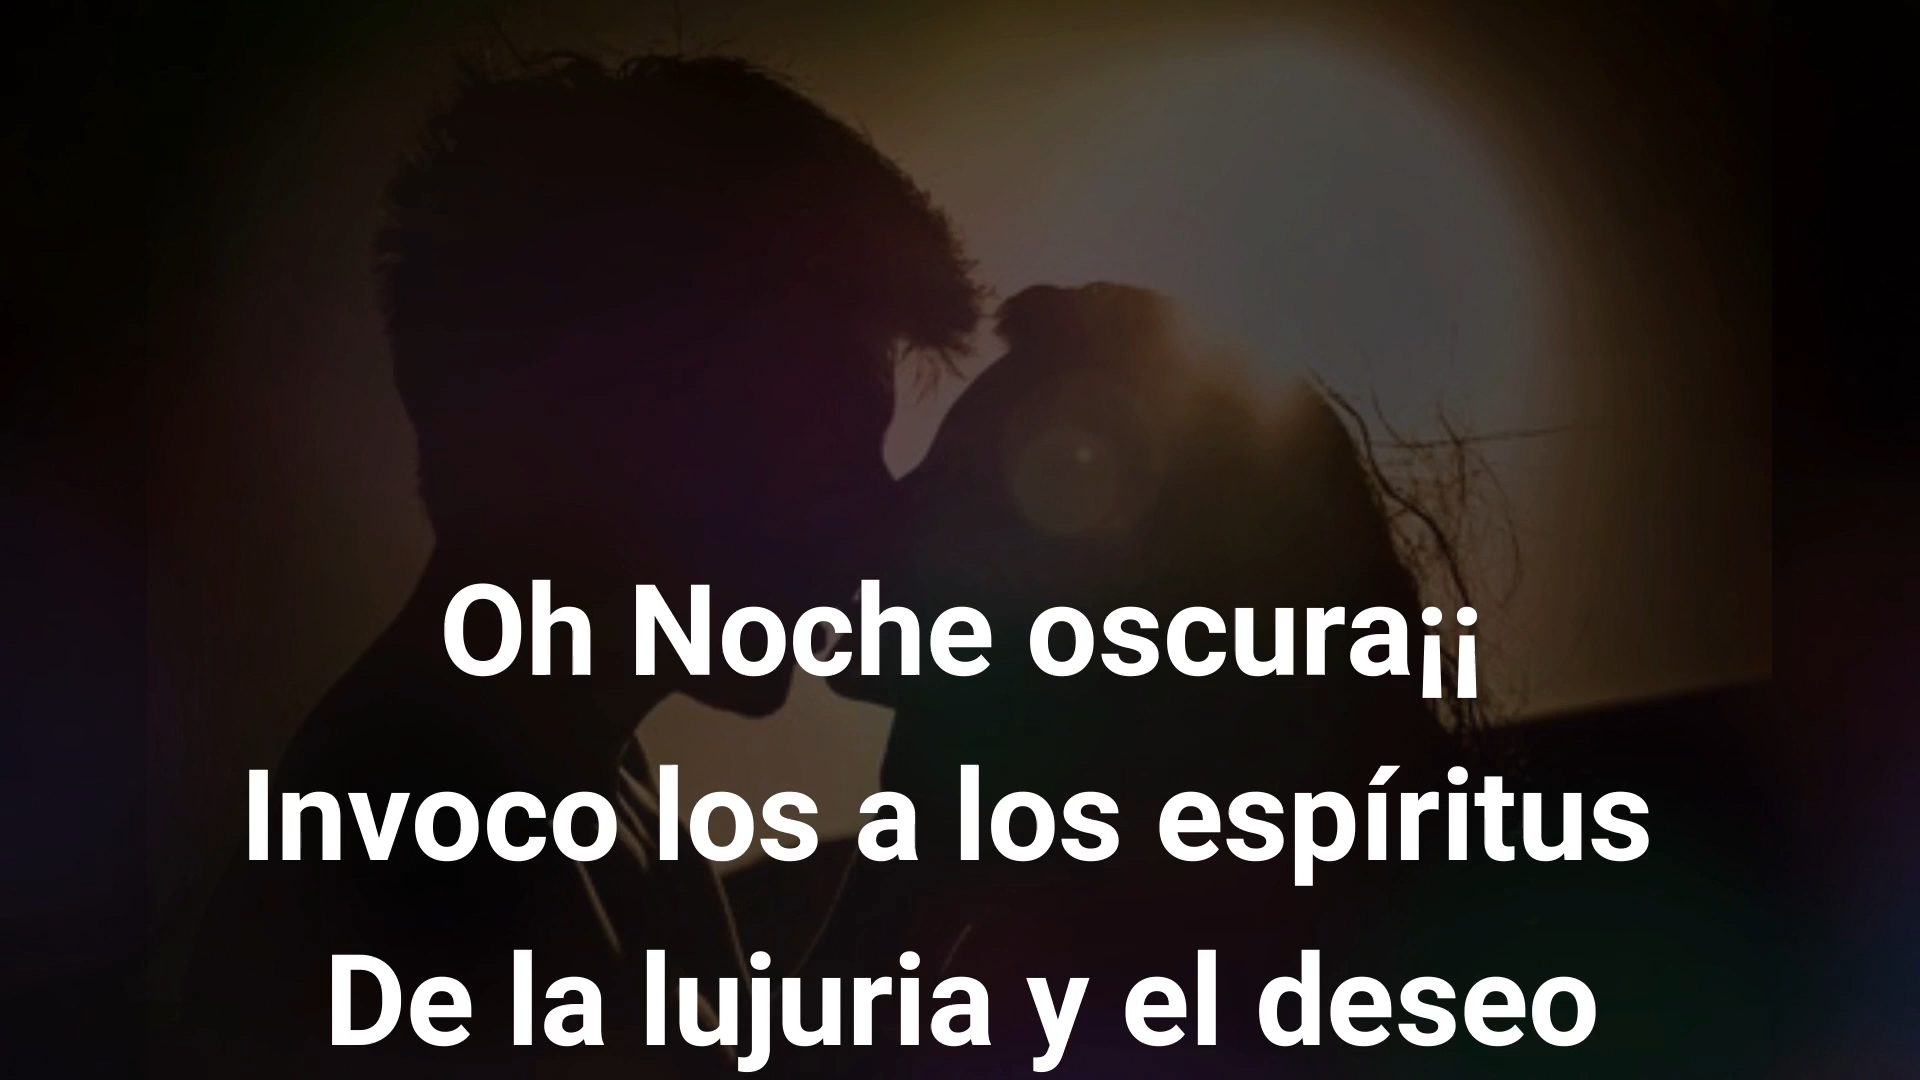 Oh Noche oscura¡¡
Invoco los a los espíritus
De la lujuria y el deseo